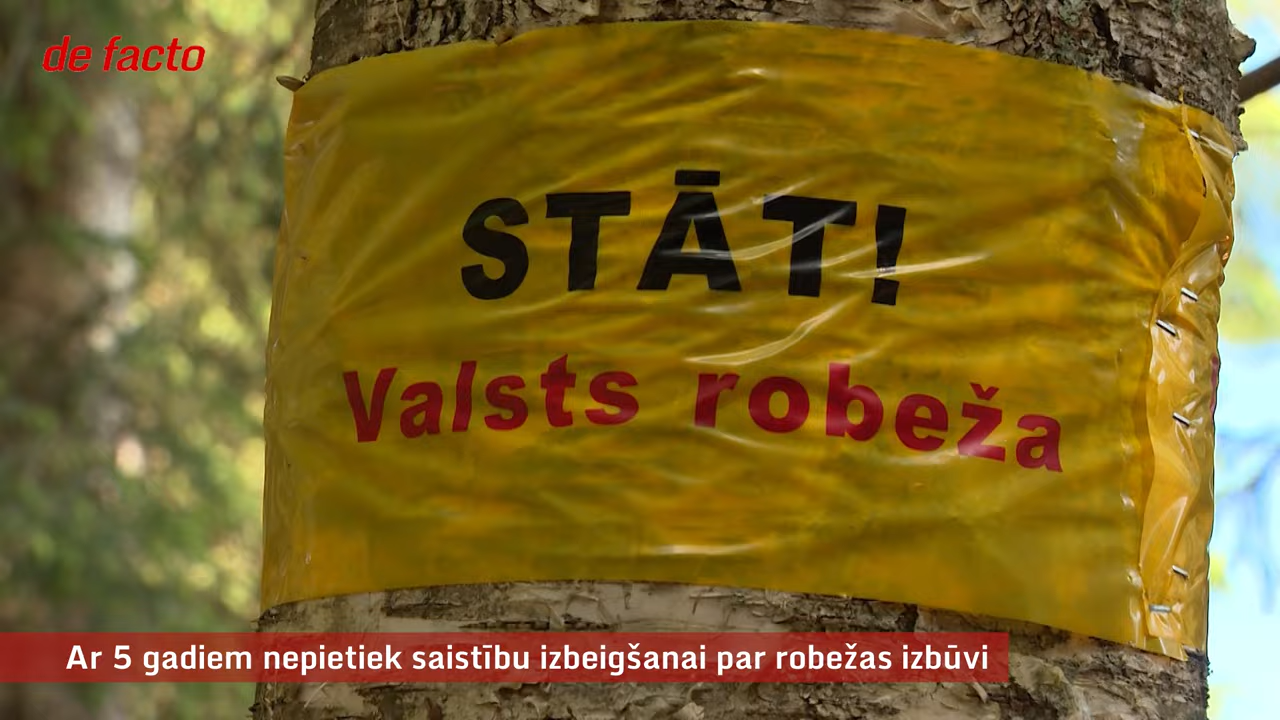 de facto
STĀT!
Valsts robeža
Ar 5 gadiem nepietiek saistību izbeigšanai par robežas izbūvi